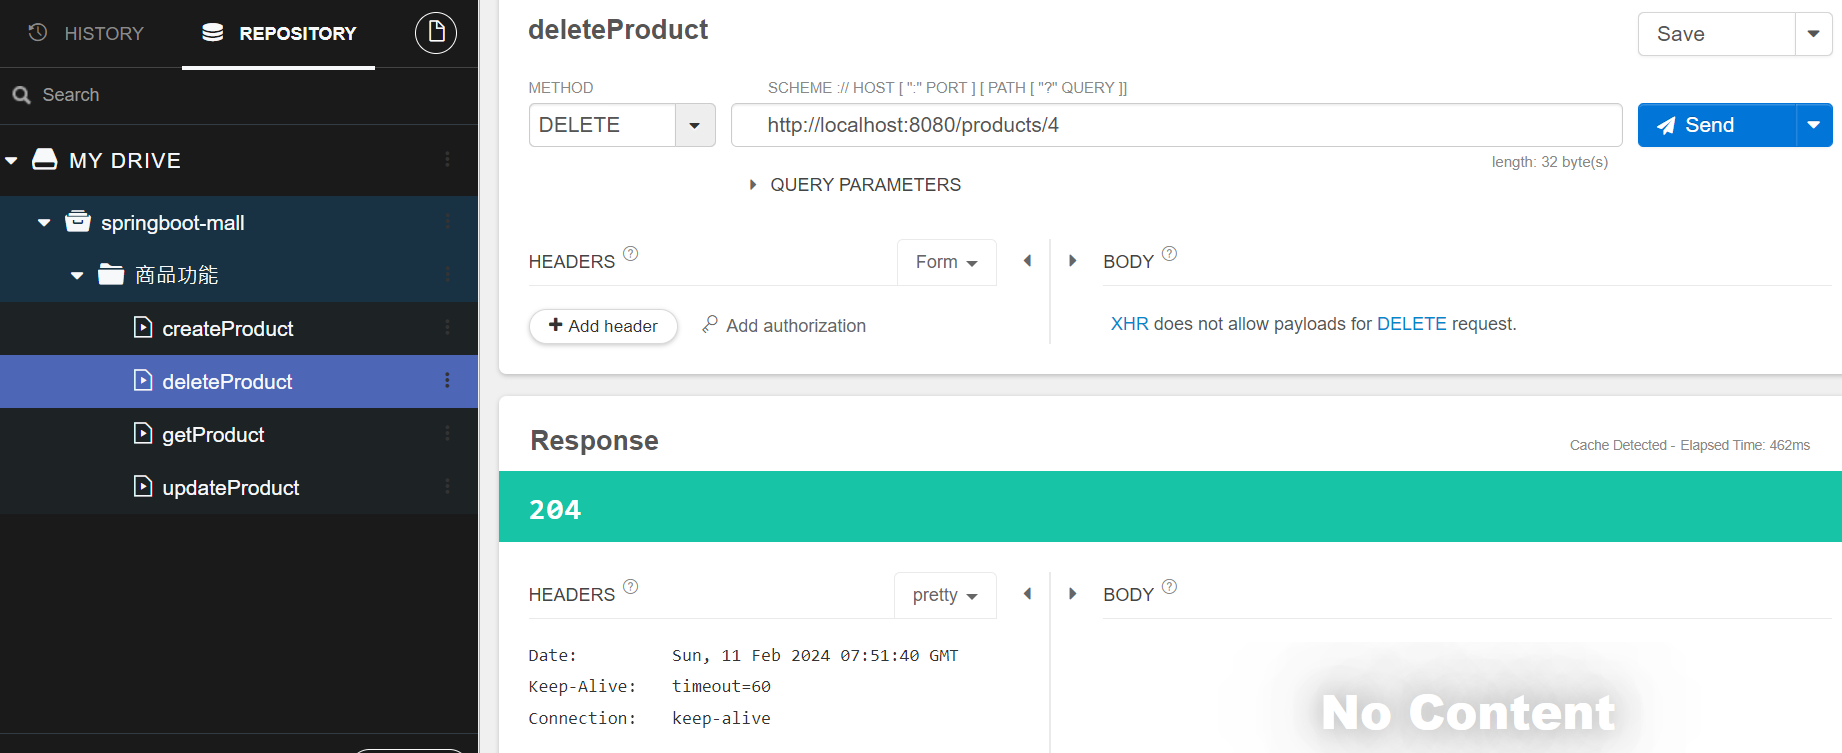 HISTORY
REPOSITORY
Search
MY DRIVE
springboot-mall
商品功能
createProduct
deleteProduct
getProduct
updateProduct
deleteProduct
Save
METHOD
SCHEME :// HOST [ ":" PORT ] [ PATH [ "?" QUERY ]]
DELETE
http://localhost:8080/products/4
Send
length: 32 byte(s)
QUERY PARAMETERS
HEADERS ?
Form
BODY ?
Add header
Add authorization
XHR does not allow payloads for DELETE request.
Response
Cache Detected - Elapsed Time: 462ms
204
HEADERS ?
pretty
BODY ?
Date: Sun, 11 Feb 2024 07:51:40 GMT
Keep-Alive: timeout=60
Connection: keep-alive
No Content